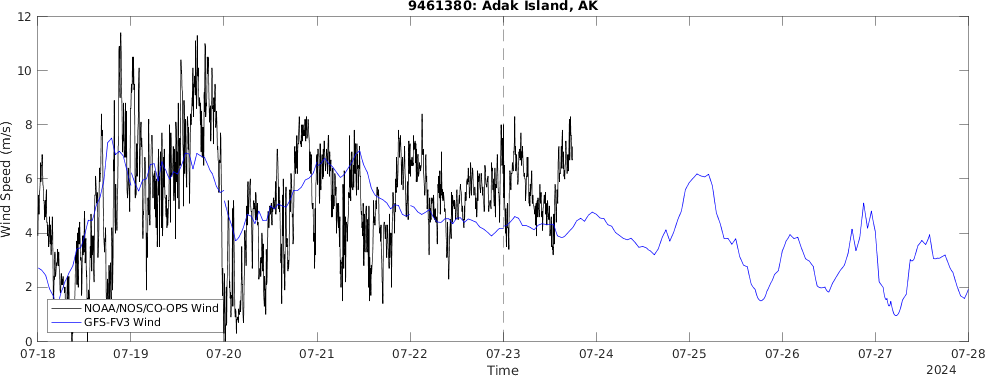 9461380: Adak Island, AK
Wind Speed (m/s)
12
10
8
6
4
2
0
NOAA/NOS/CO-OPS Wind
GFS-FV3 Wind
07-18 07-19 07-20 07-21 07-22 07-23 07-24 07-25 07-26 07-27 07-28
Time
2024